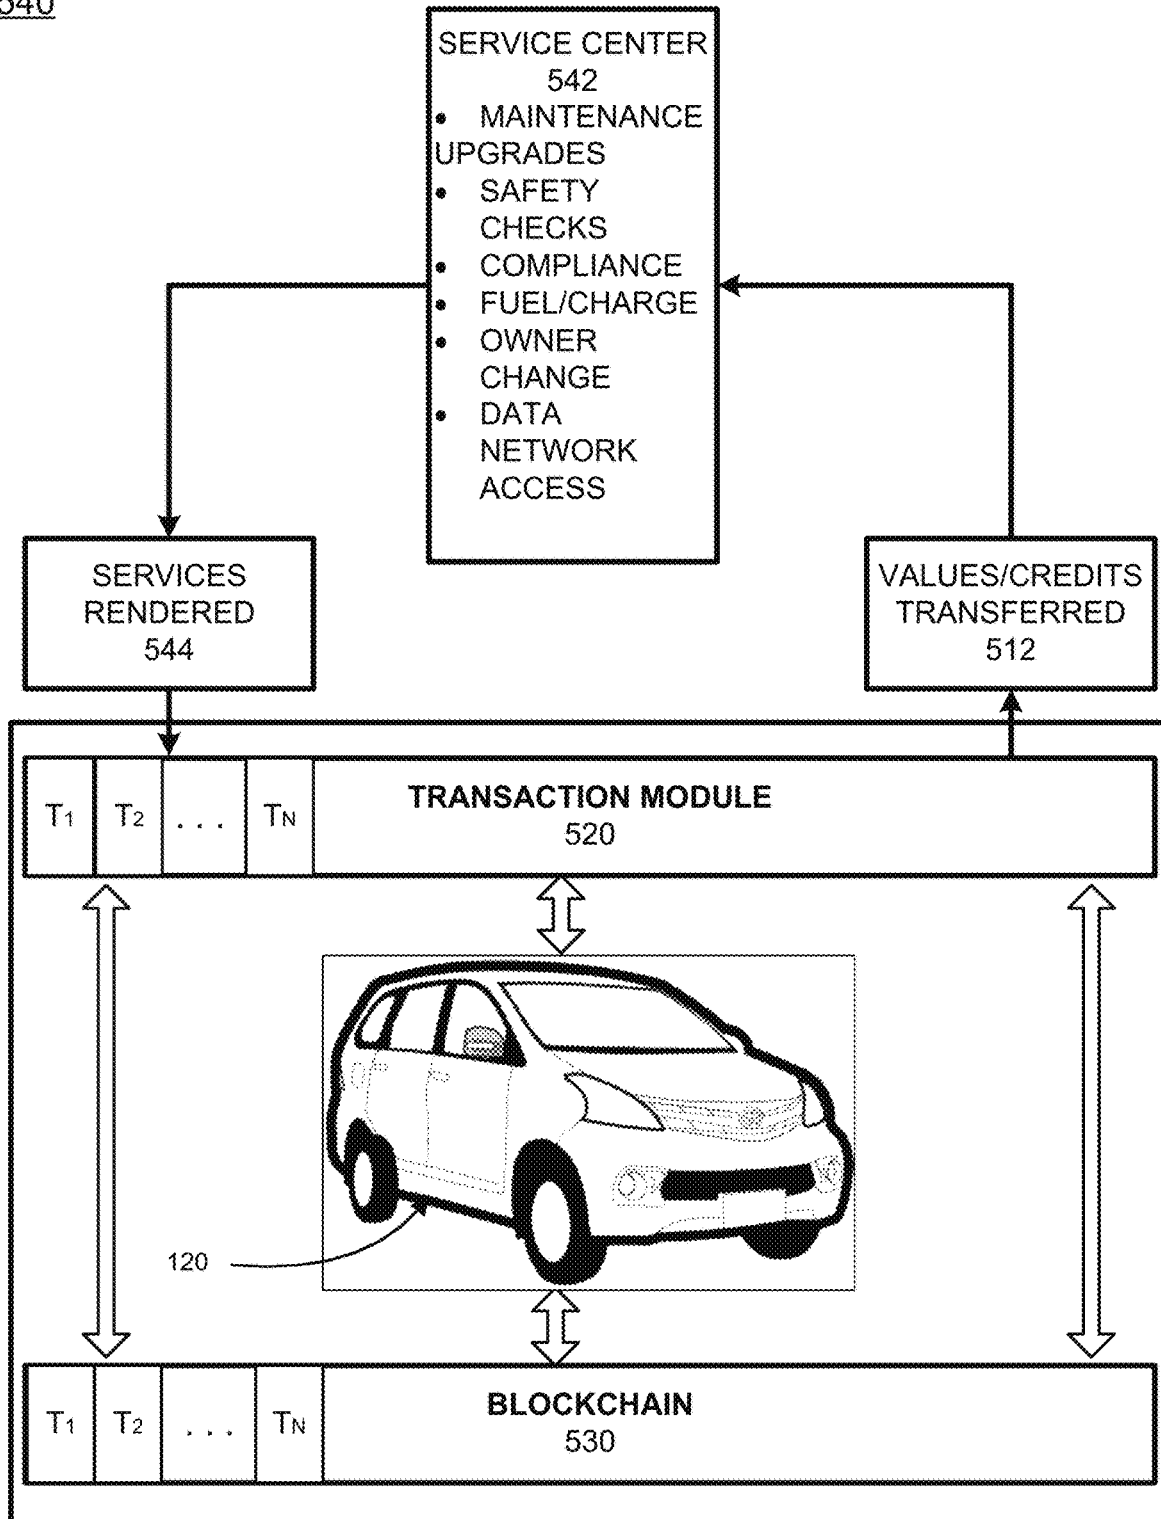 540
SERVICE CENTER
542
• MAINTENANCE
UPGRADES
• SAFETY
CHECKS
• COMPLIANCE
• FUEL/CHARGE
• OWNER
CHANGE
• DATA
NETWORK
ACCESS
SERVICES
RENDERED
544
VALUES/CREDITS
TRANSFERRED
512
T1 T2 . . . TN
TRANSACTION MODULE
520
120
T1 T2 . . . TN
BLOCKCHAIN
530